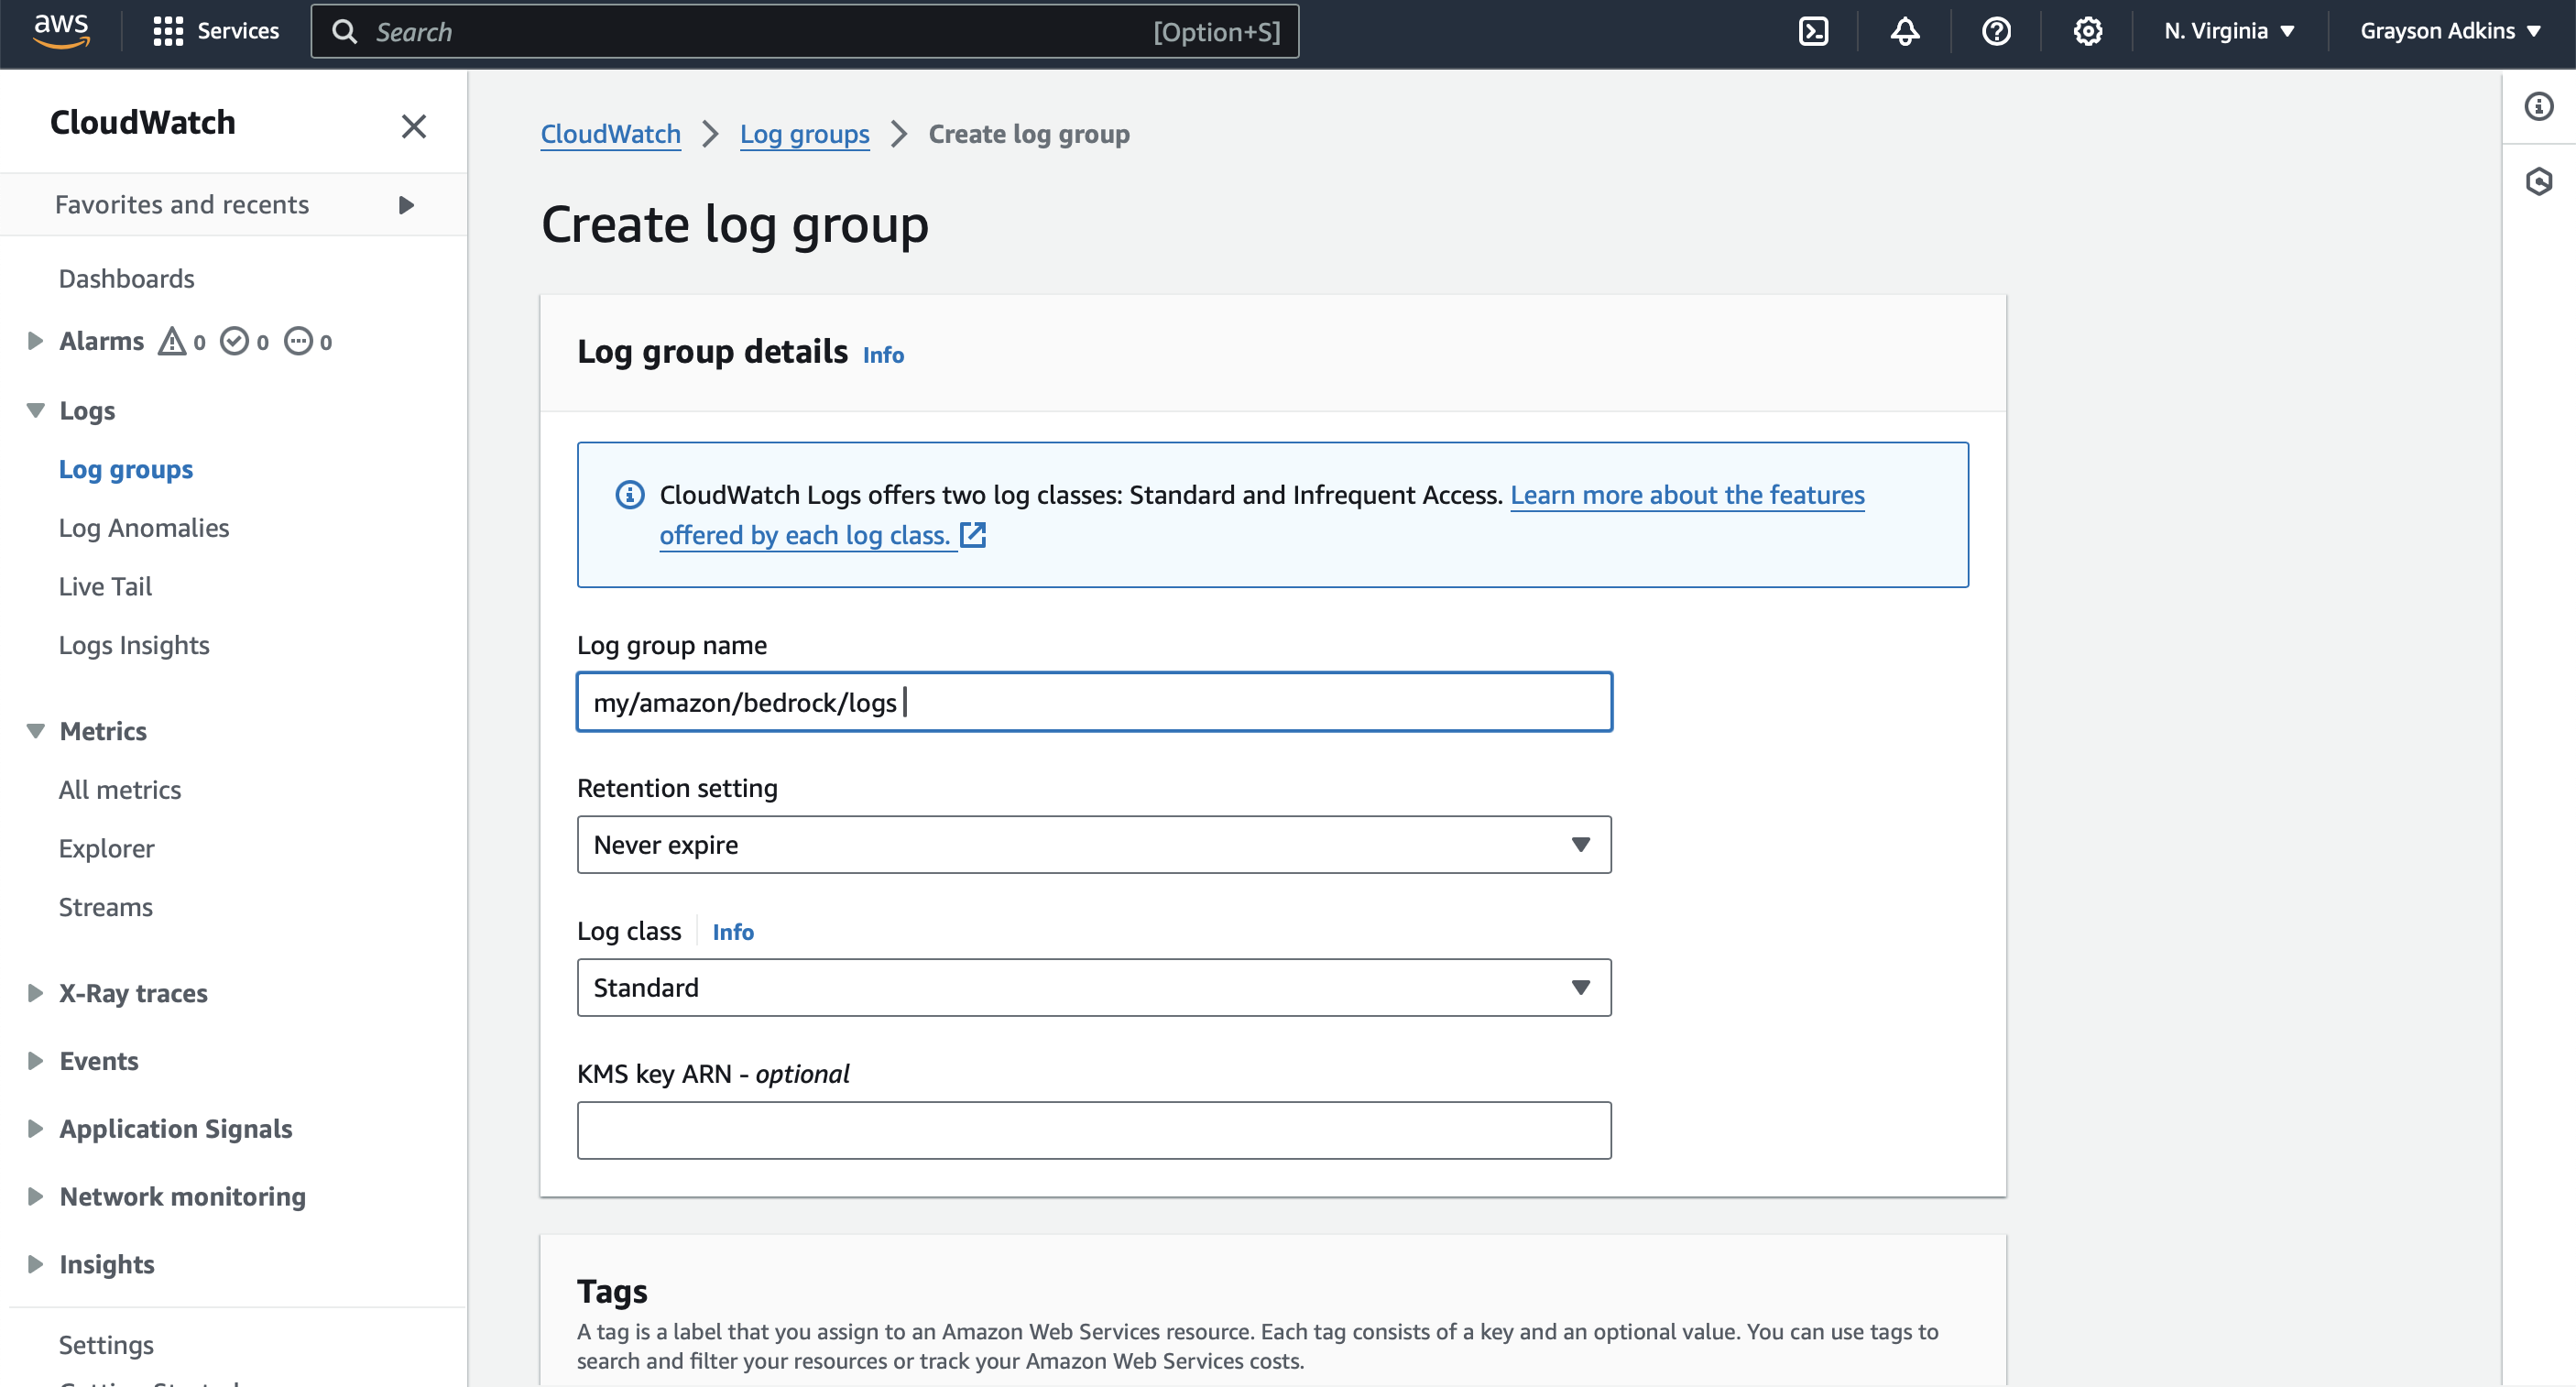 aws
Services
Search
[Option+S]
N. Virginia
Grayson Adkins
CloudWatch
Favorites and recents
Dashboards
Alarms 0 0 0
Logs
Log groups
Log Anomalies
Live Tail
Logs Insights
Metrics
All metrics
Explorer
Streams
X-Ray traces
Events
Application Signals
Network monitoring
Insights
Settings
CloudWatch > Log groups > Create log group
Create log group
Log group details Info
CloudWatch Logs offers two log classes: Standard and Infrequent Access. Learn more about the features
offered by each log class.
Log group name
my/amazon/bedrock/logs
Retention setting
Never expire
Log class Info
Standard
KMS key ARN - optional
Tags
A tag is a label that you assign to an Amazon Web Services resource. Each tag consists of a key and an optional value. You can use tags to
search and filter your resources or track your Amazon Web Services costs.